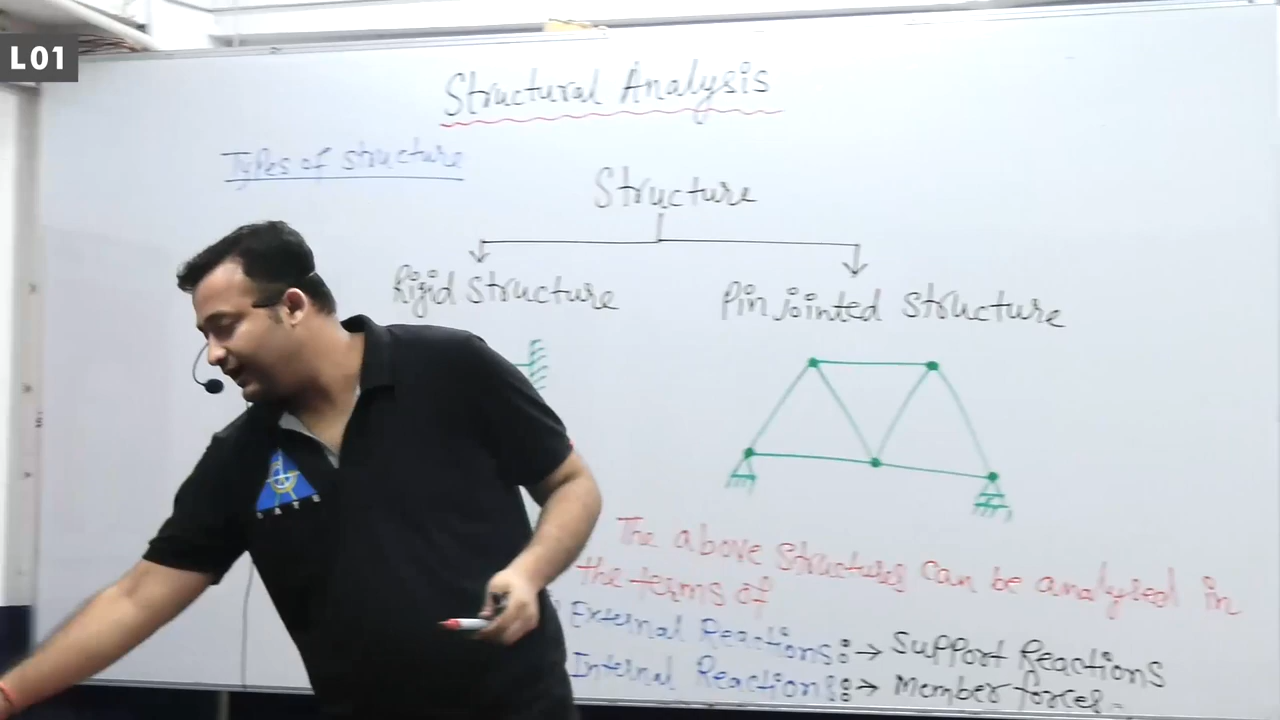 L01
Structural Analysis
Types of structure
Structure
Rigid structure
Pin jointed structure
GATE
The above Structures can be analysed in
the terms of
External Reactions :→ Support Reactions
Internal Reactions :→ Member forces